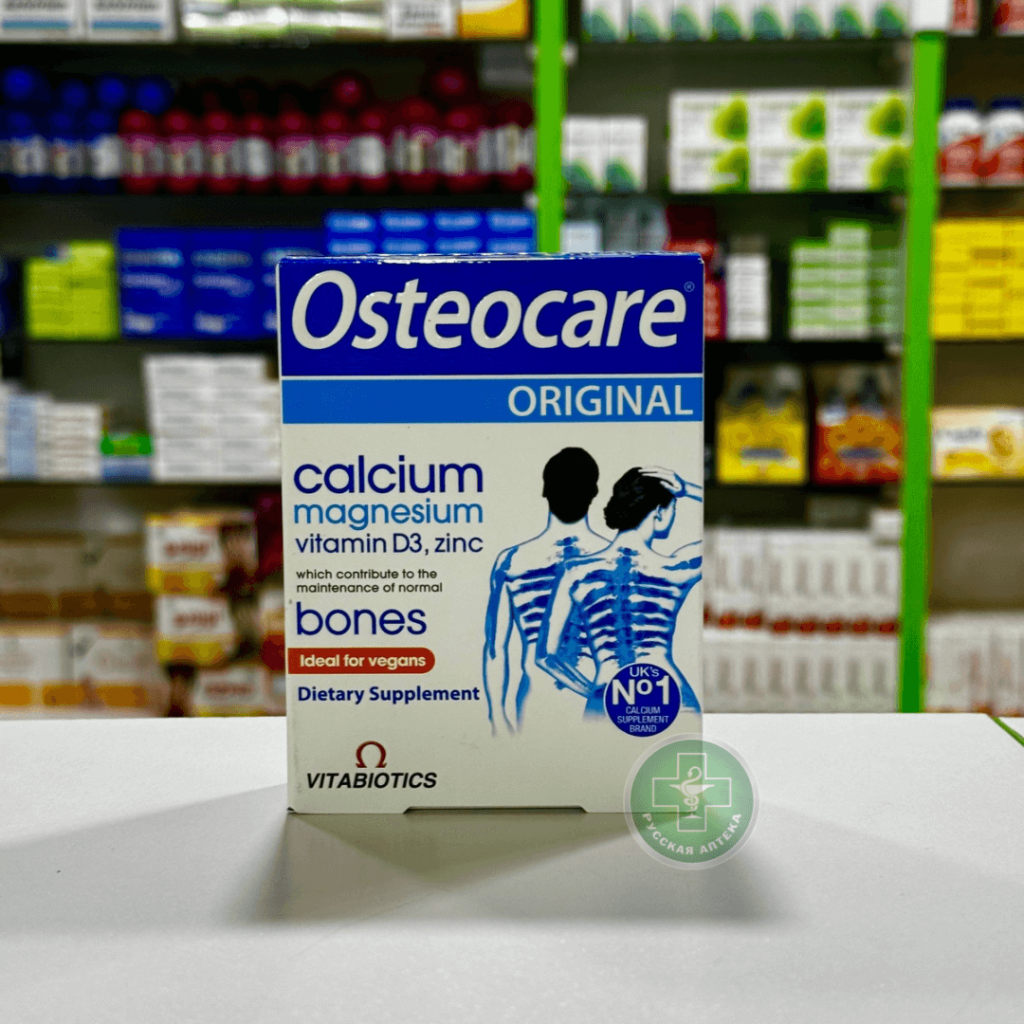 Osteocare®
ORIGINAL
calcium
magnesium
vitamin D3, zinc
which contribute to the
maintenance of normal
bones
Ideal for vegans
Dietary Supplement
UK's
Nº1
CALCIUM
SUPPLEMENT
BRAND
VITABIOTICS
РУССКАЯ АПТЕКА